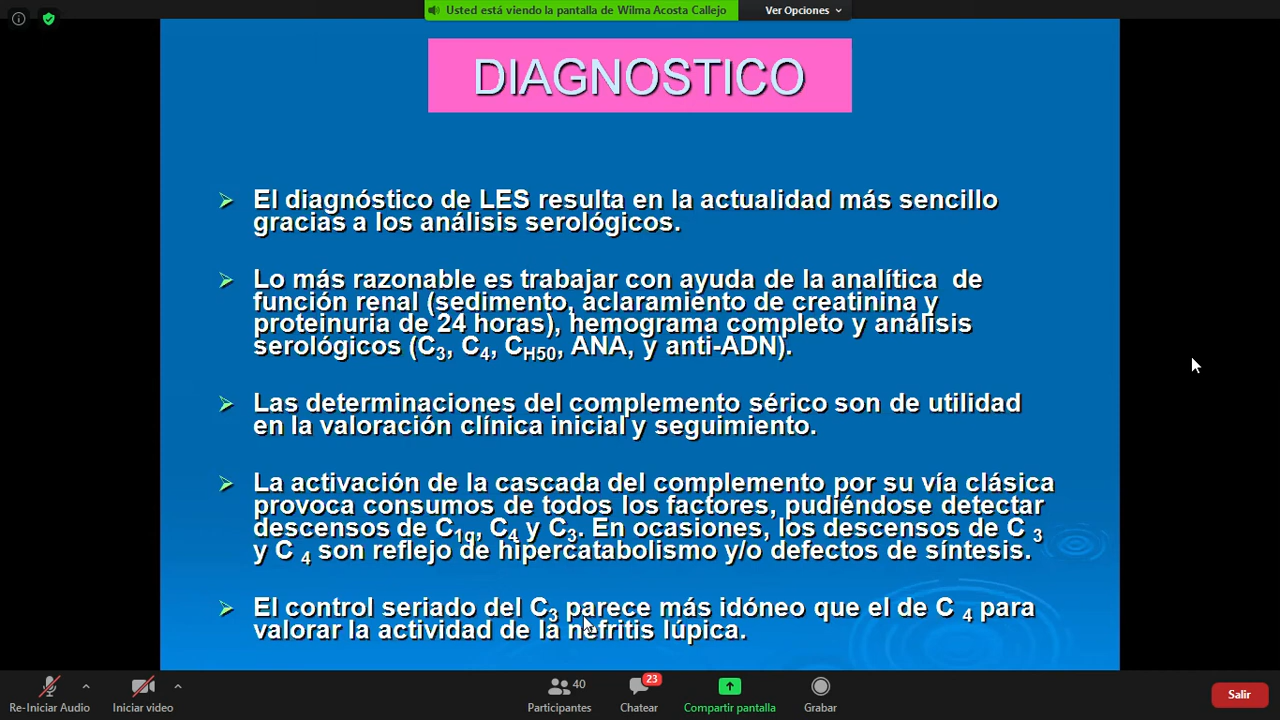 Usted está viendo la pantalla de Wilma Acosta Callejo
Ver Opciones
DIAGNOSTICO
El diagnóstico de LES resulta en la actualidad más sencillo
gracias a los análisis serológicos.
Lo más razonable es trabajar con ayuda de la analítica de
función renal (sedimento, aclaramiento de creatinina y
proteinuria de 24 horas), hemograma completo y análisis
serológicos (C3, C4, CH50, ANA, y anti-ADN).
Las determinaciones del complemento sérico son de utilidad
en la valoración clínica inicial y seguimiento.
La activación de la cascada del complemento por su vía clásica
provoca consumos de todos los factores, pudiéndose detectar
descensos de C1q, C4 y C3. En ocasiones, los descensos de C 3
y C 4 son reflejo de hipercatabolismo y/o defectos de síntesis.
El control seriado del C3 parece más idóneo que el de C 4 para
valorar la actividad de la nefritis lúpica.
Re-Iniciar Audio
Iniciar video
40
Participantes
23
Chatear
Compartir pantalla
Grabar
Salir